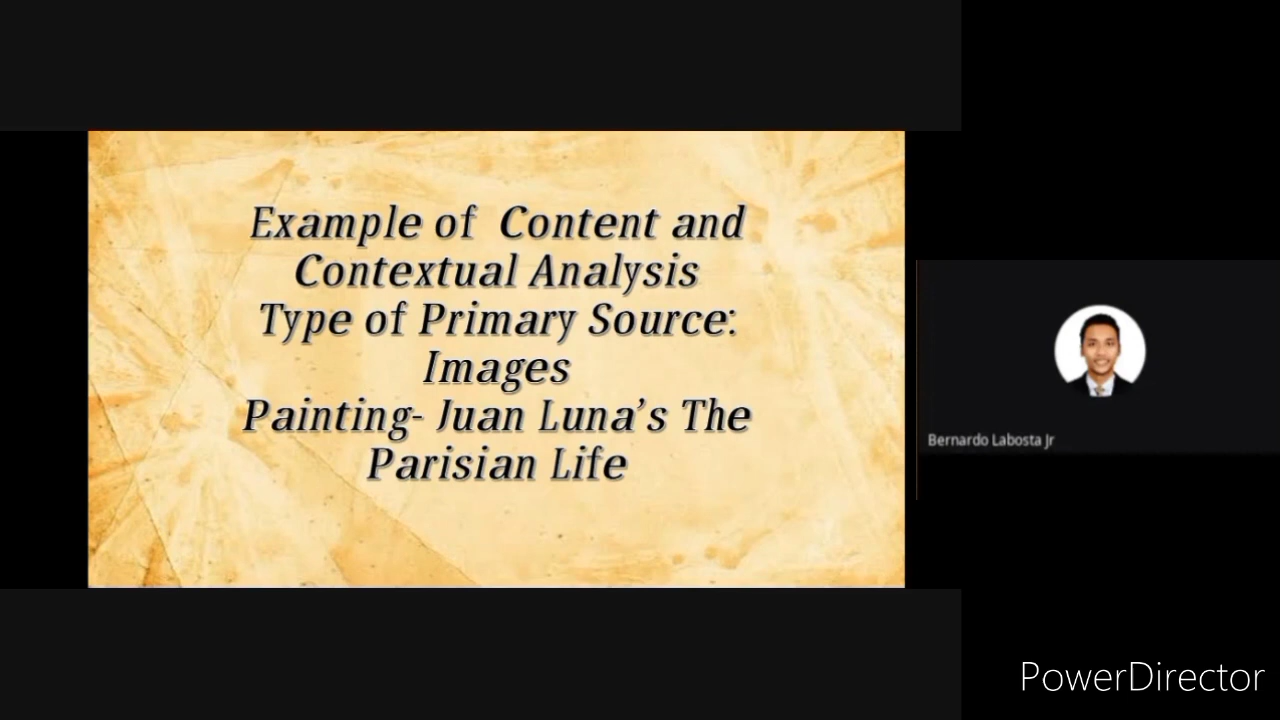 Example of Content and
Contextual Analysis
Type of Primary Source:
Images
Painting- Juan Luna's The
Parisian Life
Bernardo Labosta Jr
PowerDirector